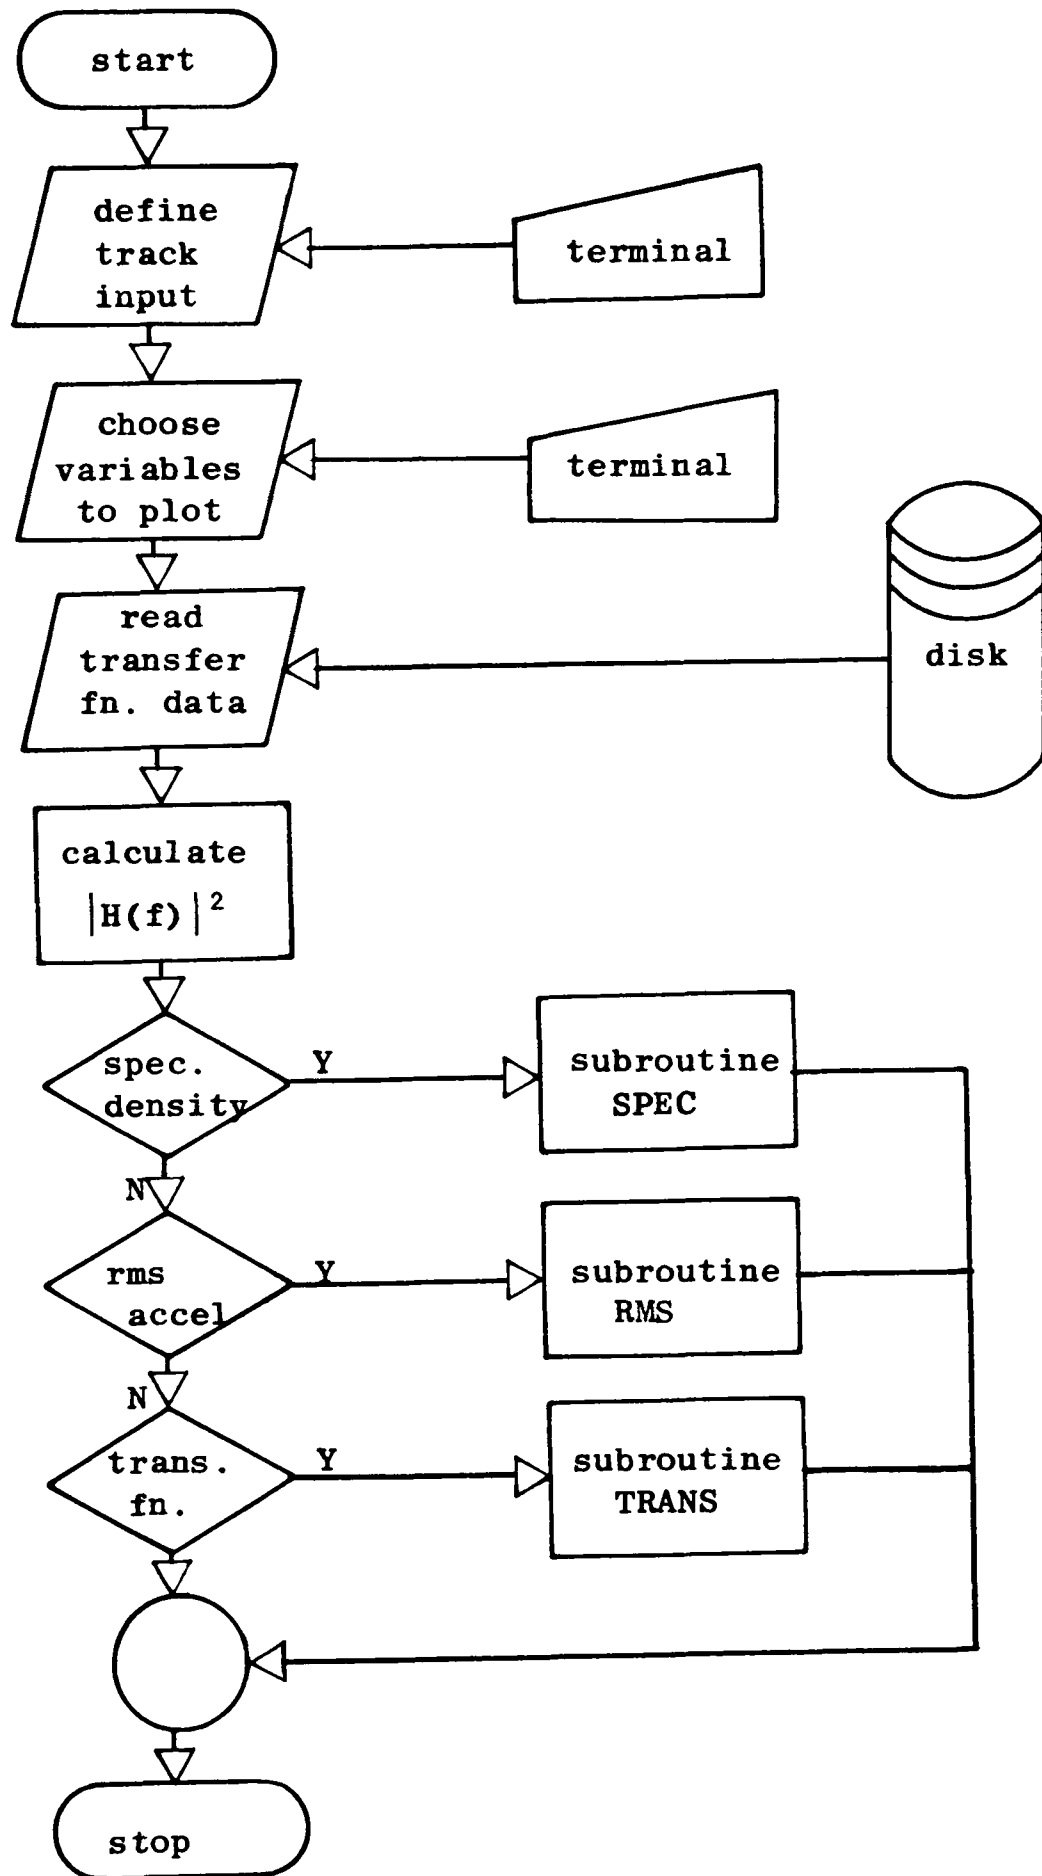 start
define
track
input
terminal
choose
variables
to plot
terminal
read
transfer
fn. data
disk
calculate
|H(f)|²
spec.
density
Y
subroutine
SPEC
N
rms
accel
Y
subroutine
RMS
N
trans.
fn.
Y
subroutine
TRANS
stop